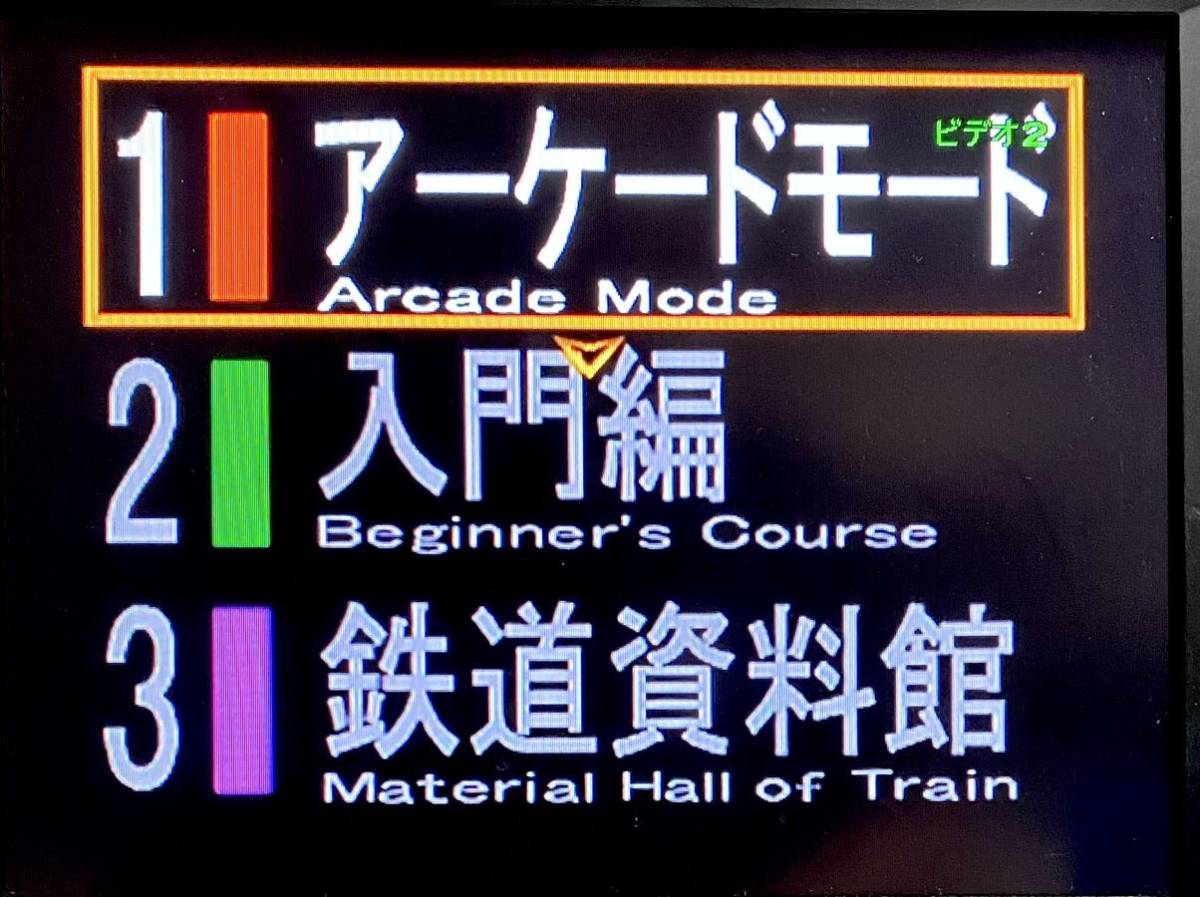 1 アーケードモード
ビデオ2
Arcade Mode
2 入門編
Beginner's Course
3 鉄道資料館
Material Hall of Train